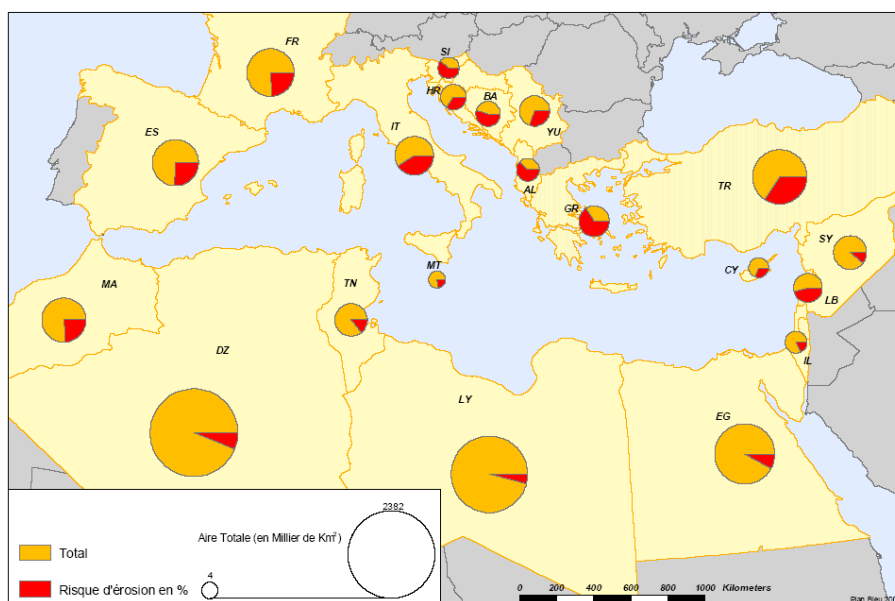 FR
SI
HR
BA
YU
IT
ES
AL
GR
TR
SY
CY
LB
MT
TN
MA
IL
DZ
LY
EG
Aire Totale (en Millier de Km²)
2382
4
Total
Risque d'érosion en %
0 200 400 600 800 1000 Kilometers
Plan Bleu